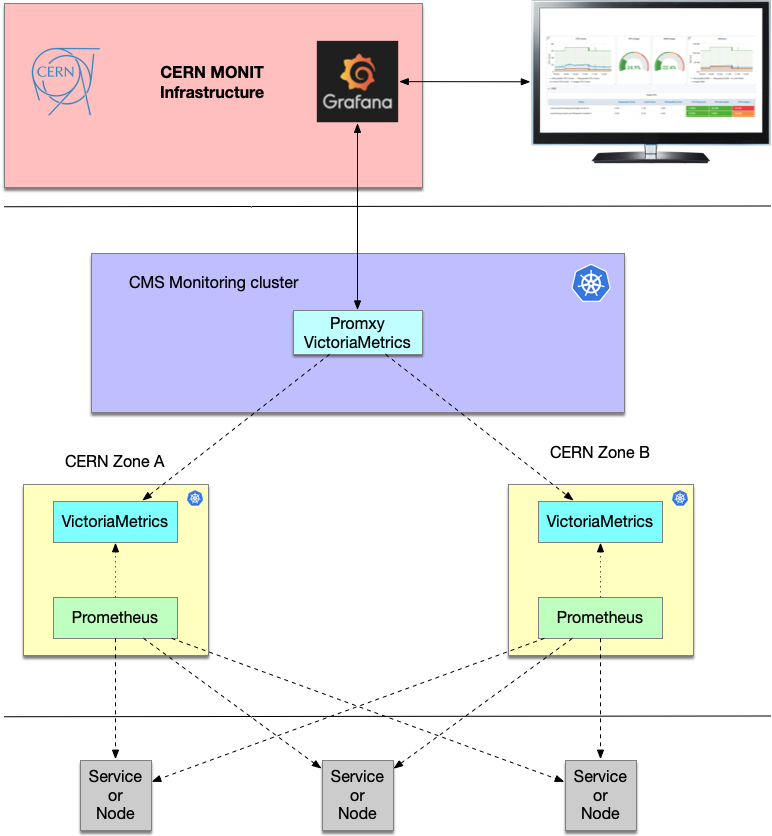 CERN
CERN MONIT
Infrastructure
Grafana
CMS Monitoring cluster
Promxy
VictoriaMetrics
CERN Zone A
CERN Zone B
VictoriaMetrics
VictoriaMetrics
Prometheus
Prometheus
Service
or
Node
Service
or
Node
Service
or
Node